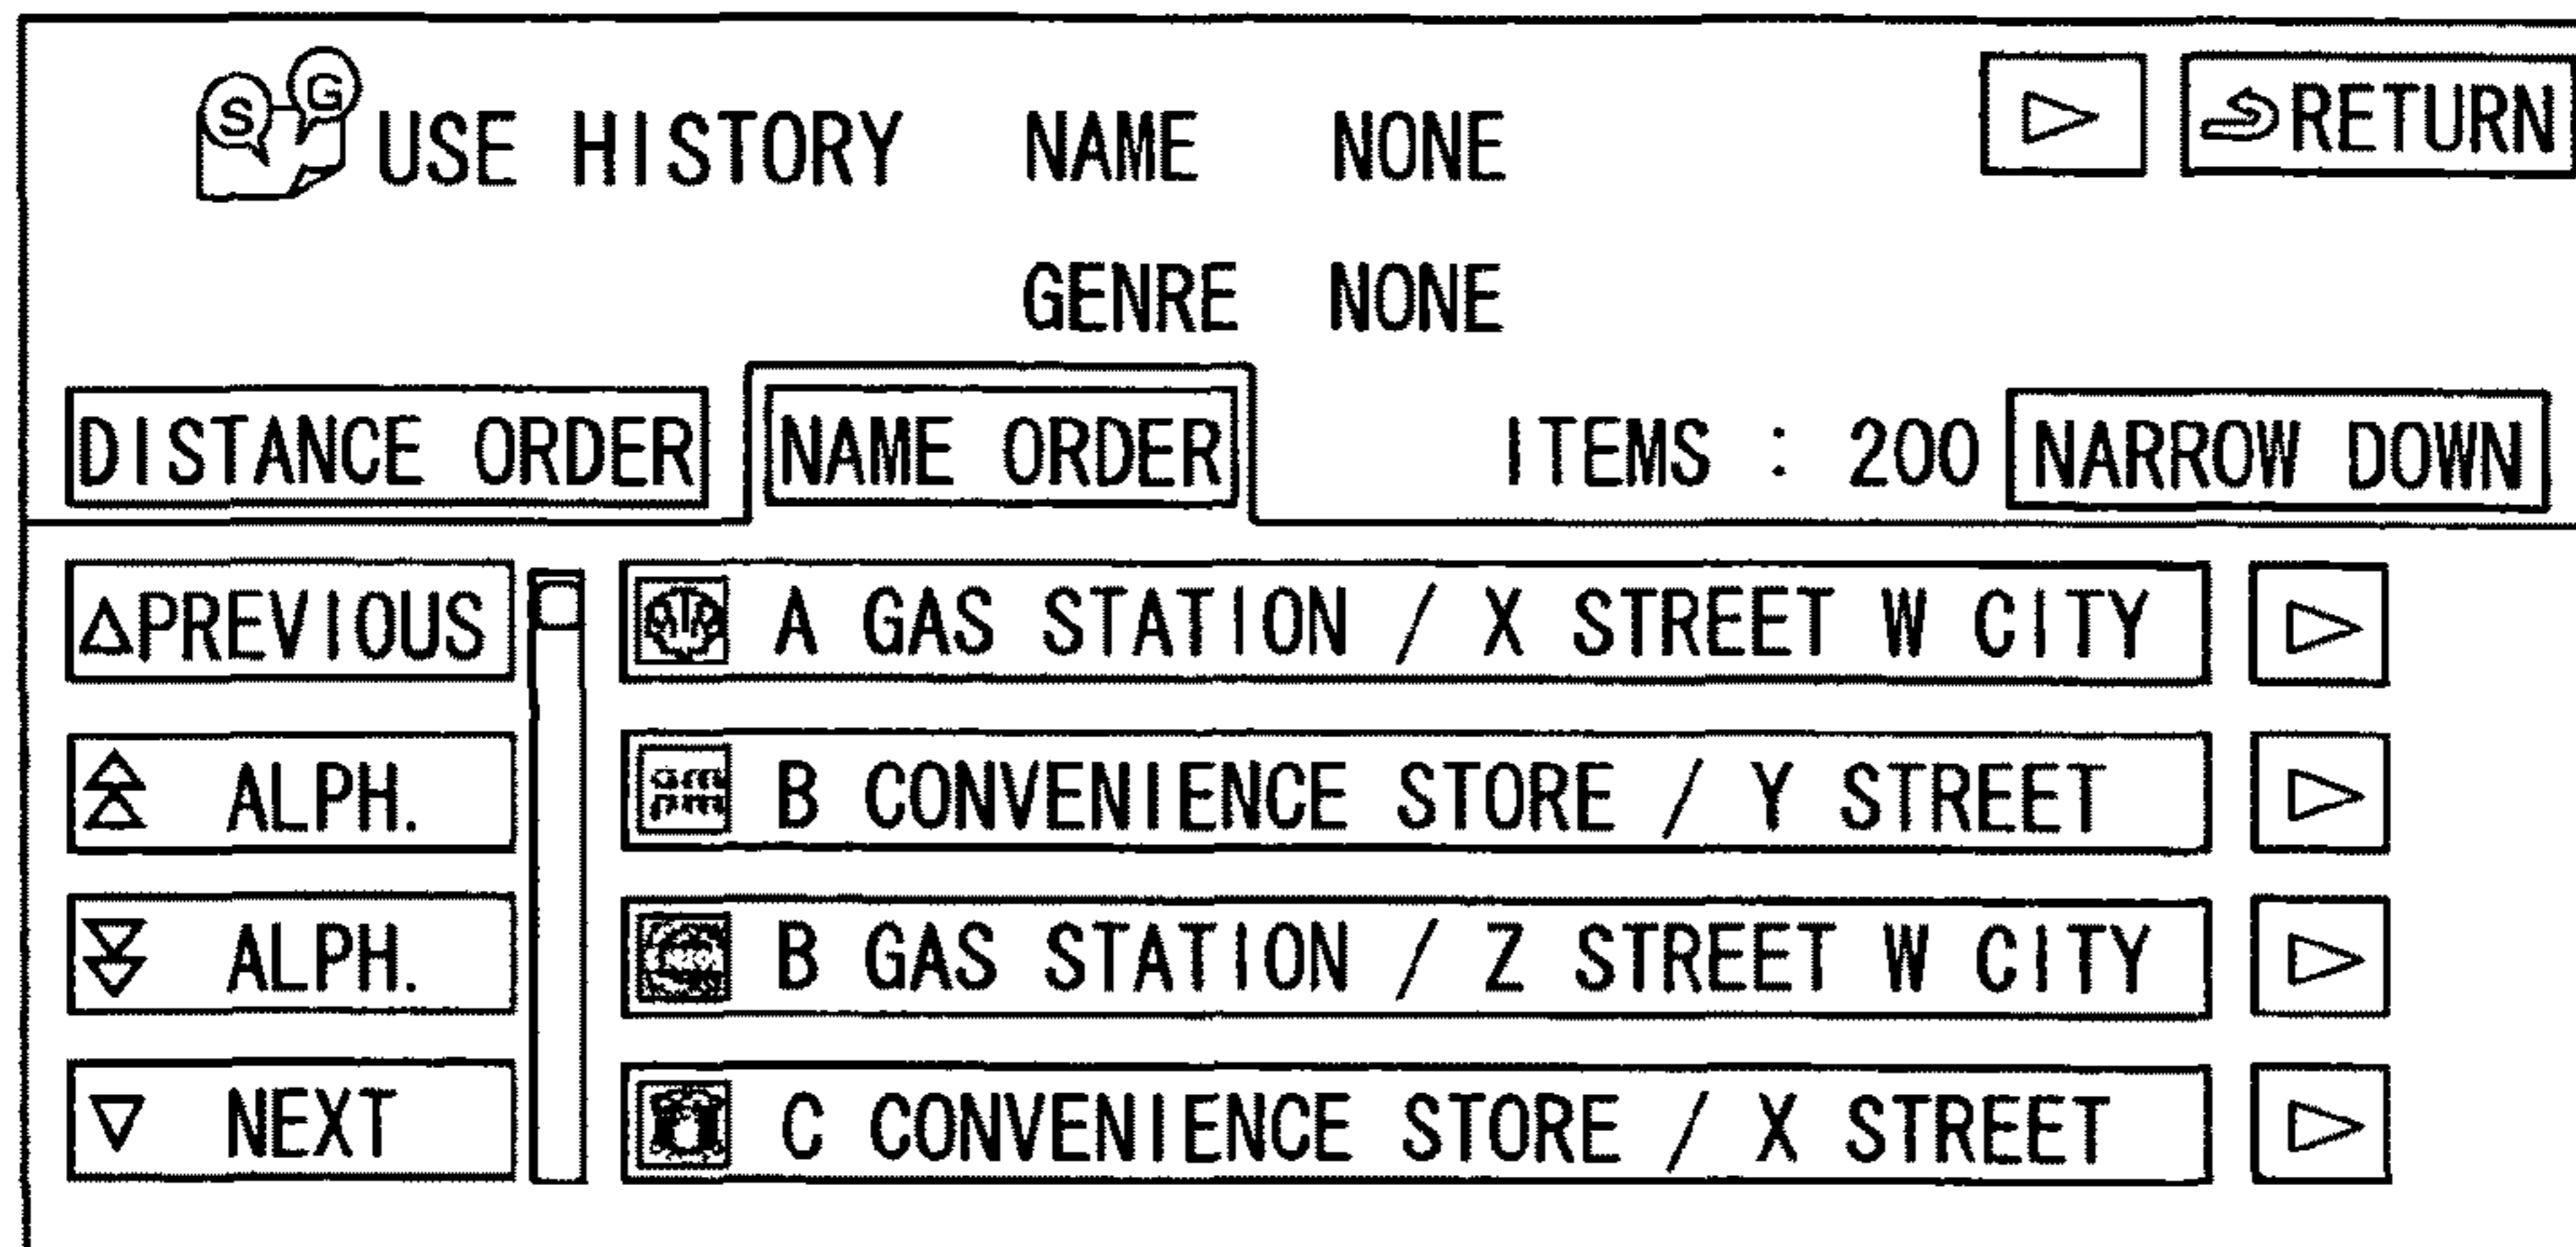 S G USE HISTORY NAME NONE RETURN
GENRE NONE
DISTANCE ORDER NAME ORDER ITEMS : 200 NARROW DOWN
PREVIOUS A GAS STATION / X STREET W CITY
ALPH. B CONVENIENCE STORE / Y STREET
ALPH. B GAS STATION / Z STREET W CITY
NEXT C CONVENIENCE STORE / X STREET